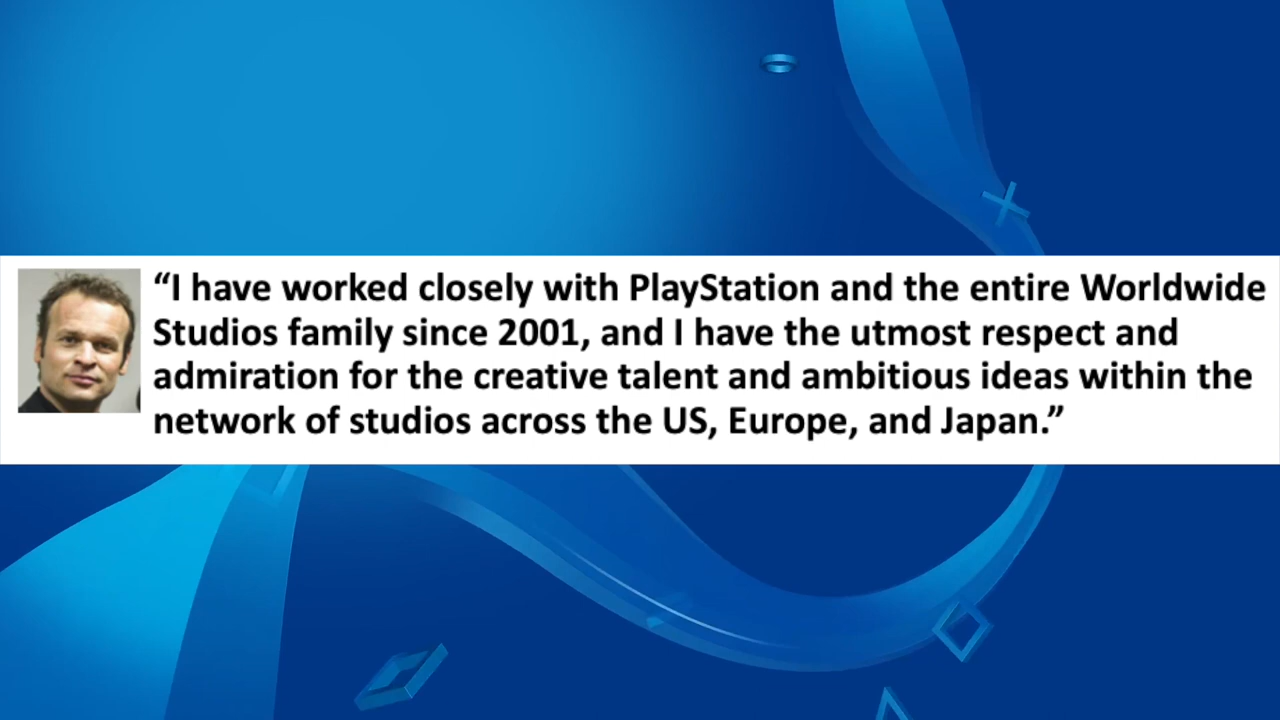 “I have worked closely with PlayStation and the entire Worldwide
Studios family since 2001, and I have the utmost respect and
admiration for the creative talent and ambitious ideas within the
network of studios across the US, Europe, and Japan.”